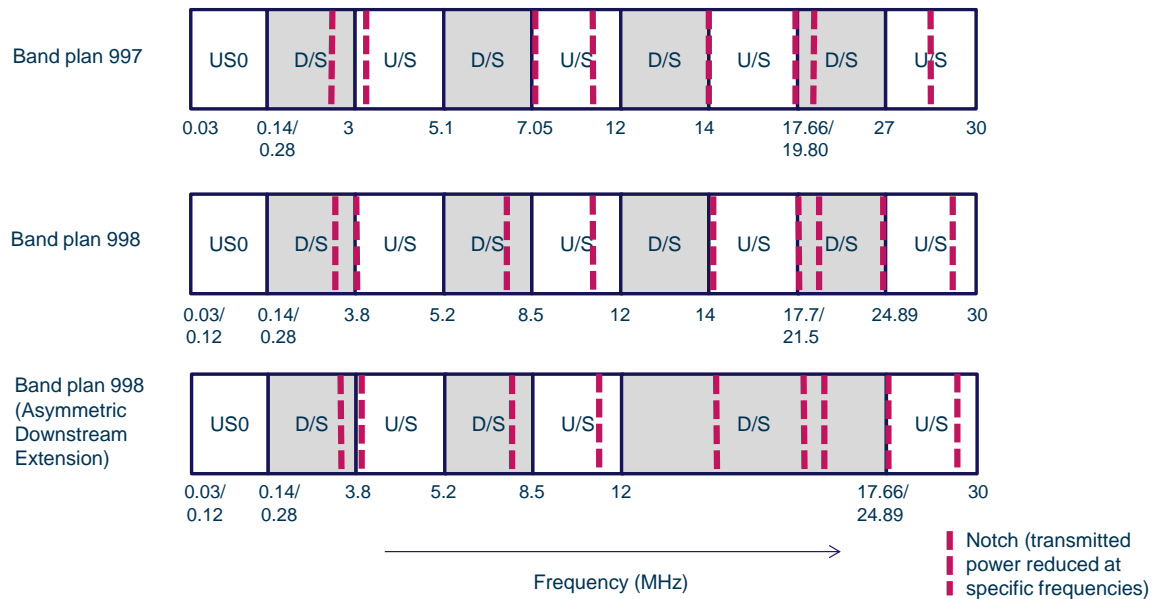 Band plan 997
US0 D/S U/S D/S U/S D/S U/S D/S U/S
0.03 0.14/ 3 5.1 7.05 12 14 17.66/ 27 30
0.28 19.80
Band plan 998
US0 D/S U/S D/S U/S D/S U/S D/S U/S
0.03/ 0.14/ 3.8 5.2 8.5 12 14 17.7/ 24.89 30
0.12 0.28 21.5
Band plan 998
(Asymmetric
Downstream
Extension)
US0 D/S U/S D/S U/S D/S U/S
0.03/ 0.14/ 3.8 5.2 8.5 12 17.66/ 30
0.12 0.28 24.89
Frequency (MHz)
Notch (transmitted
power reduced at
specific frequencies)